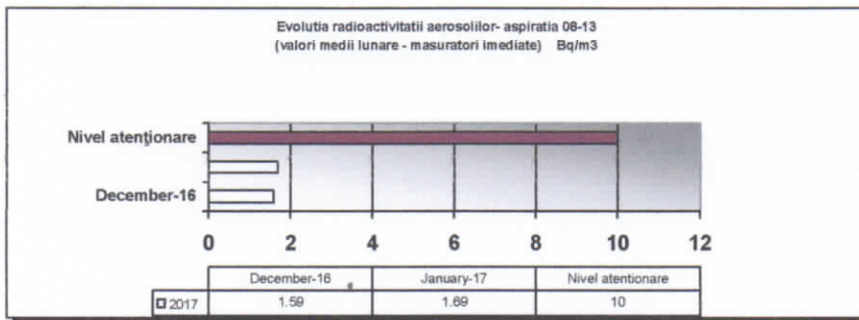 Evolutia radioactivitatii aerosolilor- aspiratia 08-13
(valori medii lunare - masuratori imediate) Bq/m3
Nivel atenţionare
December-16
0 2 4 6 8 10 12
December-16 January-17 Nivel atentionare
2017 1.59 1.69 10